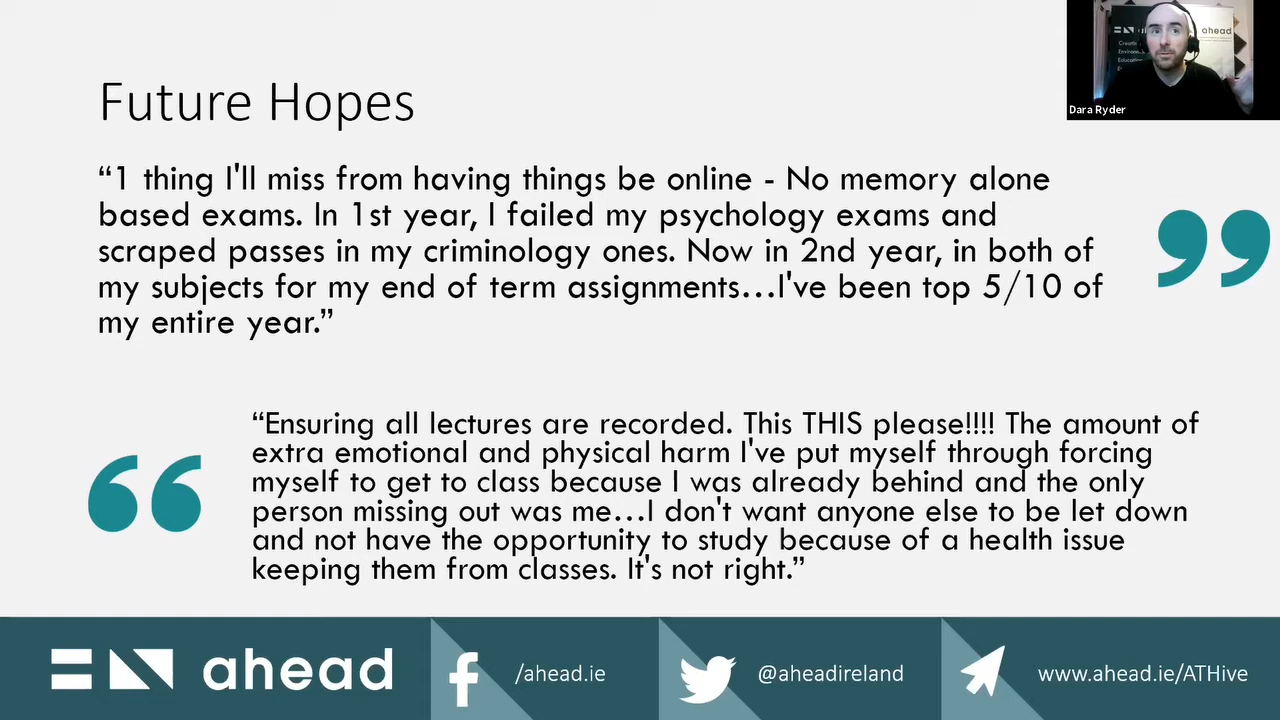 Future Hopes
“1 thing I'll miss from having things be online - No memory alone
based exams. In 1st year, I failed my psychology exams and
scraped passes in my criminology ones. Now in 2nd year, in both of
my subjects for my end of term assignments...I've been top 5/10 of
my entire year.”
“Ensuring all lectures are recorded. This THIS please!!!! The amount of
extra emotional and physical harm I've put myself through forcing
myself to get to class because I was already behind and the only
person missing out was me...I don't want anyone else to be let down
and not have the opportunity to study because of a health issue
keeping them from classes. It's not right.”
ahead
Dara Ryder
ahead
/ahead.ie
@aheadireland
www.ahead.ie/ATHive